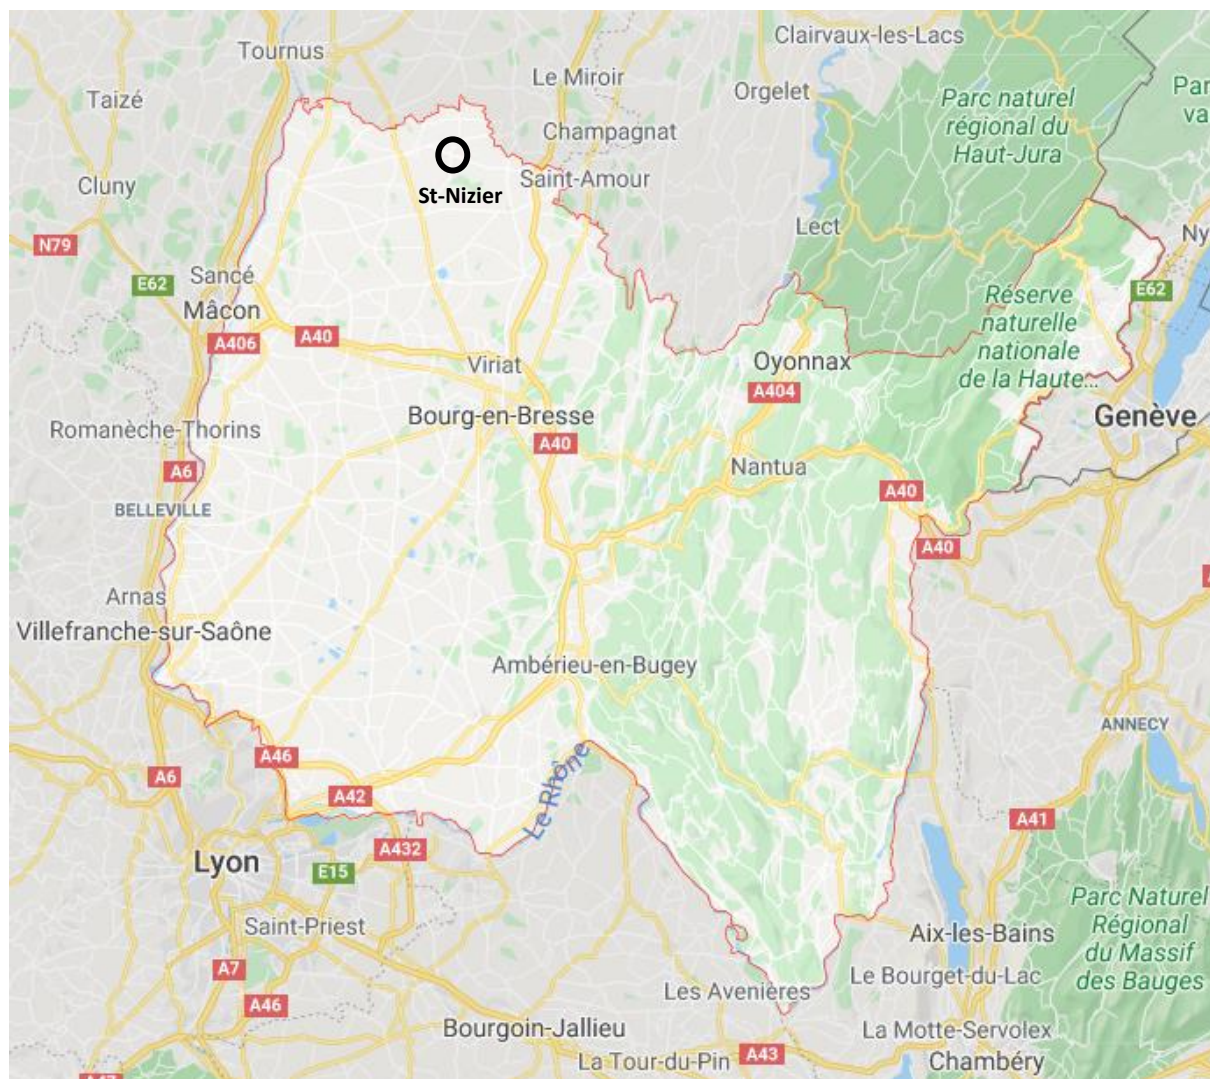 Clairvaux-les-Lacs
Tournus
Le Miroir
Orgelet
Taizé
Parc naturel
régional du
Haut-Jura
Par
va
Champagnat
Cluny
Saint-Amour
St-Nizier
Lect
Ny
N79
Sancé
E62
Mâcon
E62
Réserve
naturelle
nationale
de la Haute...
A406
A40
Viriat
Oyonnax
A404
Bourg-en-Bresse
Genève
Romanèche-Thorins
A40
A6
Nantua
A40
BELLEVILLE
A40
Arnas
Villefranche-sur-Saône
Ambérieu-en-Bugey
ANNECY
A46
A6
A42
Le Rhône
A41
A432
Lyon
E15
Parc Naturel
Régional
du Massif
des Bauges
Saint-Priest
Aix-les-Bains
A7
Le Bourget-du-Lac
Les Avenières
A46
Bourgoin-Jallieu
La Motte-Servolex
La Tour-du-Pin
A43
Chambéry